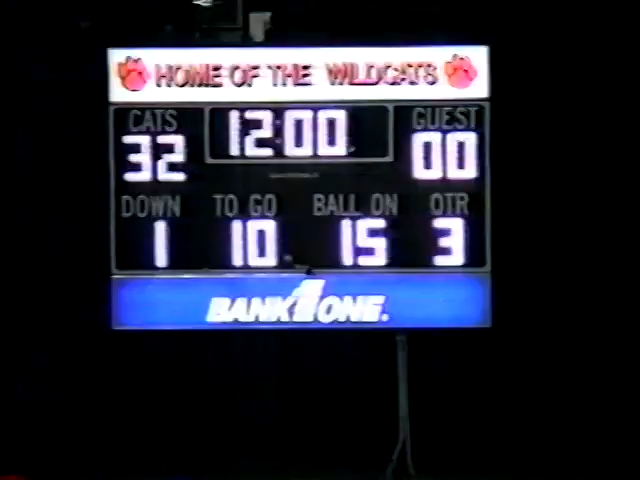 HOME OF THE WILDCATS
CATS 12:00 GUEST
32 00
DOWN TO GO BALL ON QTR
1 10 15 3
BANK 1 ONE.